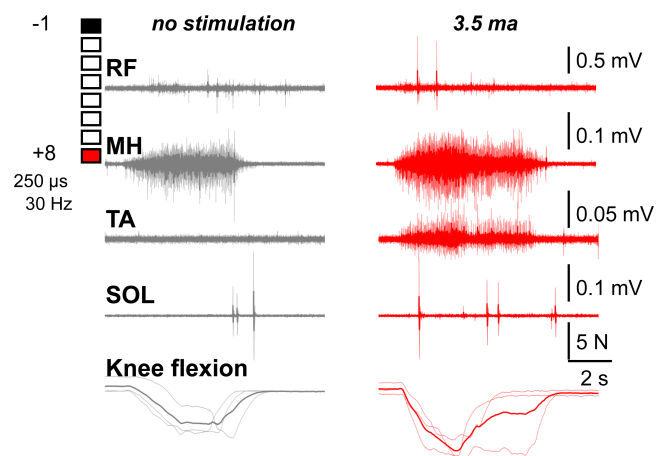 -1
no stimulation
3.5 ma
RF
0.5 mV
MH
0.1 mV
+8
250 µs
30 Hz
TA
0.05 mV
SOL
0.1 mV
5 N
Knee flexion
2 s